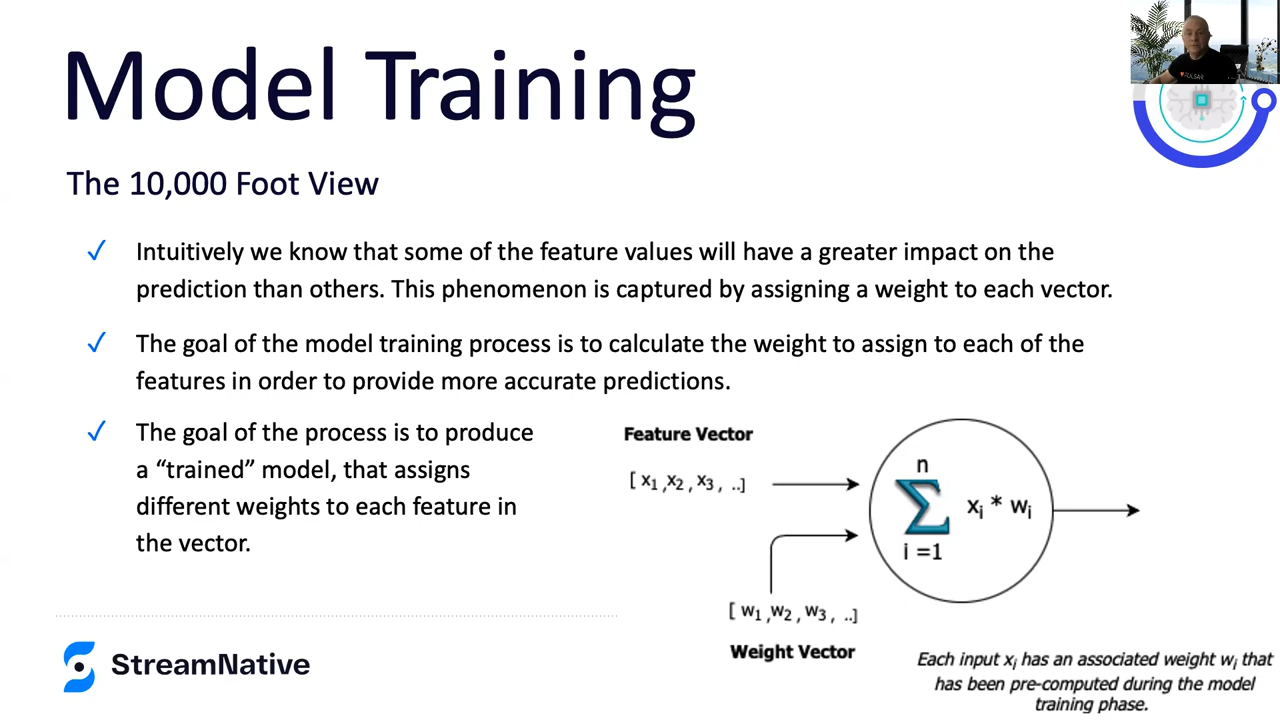 Model Training
The 10,000 Foot View
✓ Intuitively we know that some of the feature values will have a greater impact on the
prediction than others. This phenomenon is captured by assigning a weight to each vector.
✓ The goal of the model training process is to calculate the weight to assign to each of the
features in order to provide more accurate predictions.
✓ The goal of the process is to produce
a “trained” model, that assigns
different weights to each feature in
the vector.
Feature Vector
[ x₁ ,x₂ , x₃ , ..]
n
∑ xᵢ * wᵢ
i =1
[ w₁ ,w₂ , w₃ , ..]
Weight Vector
Each input xᵢ has an associated weight wᵢ that
has been pre-computed during the model
training phase.
StreamNative
PULSAR